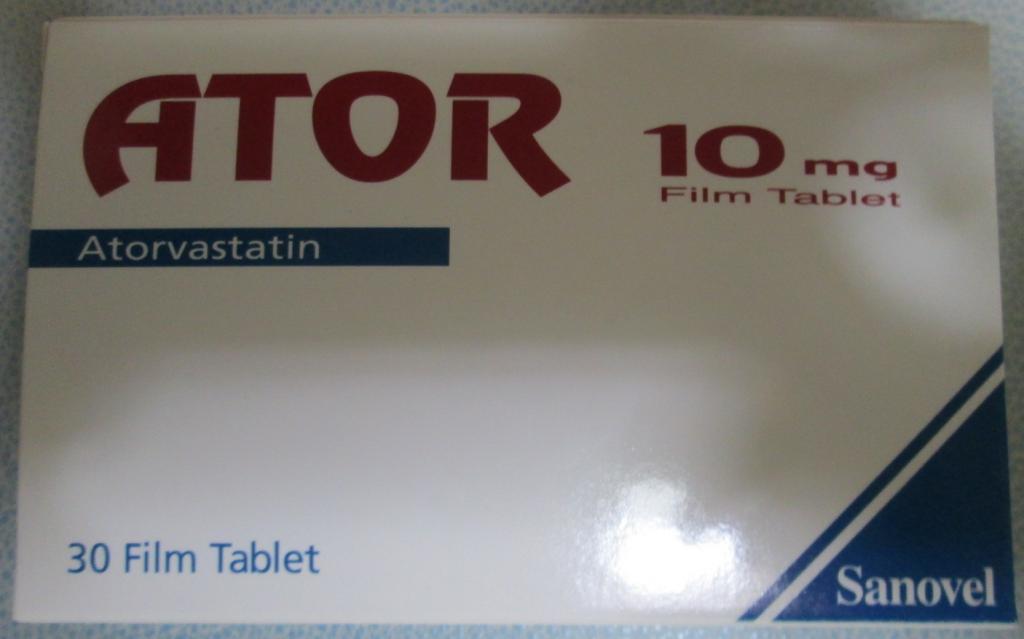 ATOR
10 mg
Film Tablet
Atorvastatin
30 Film Tablet
Sanovel